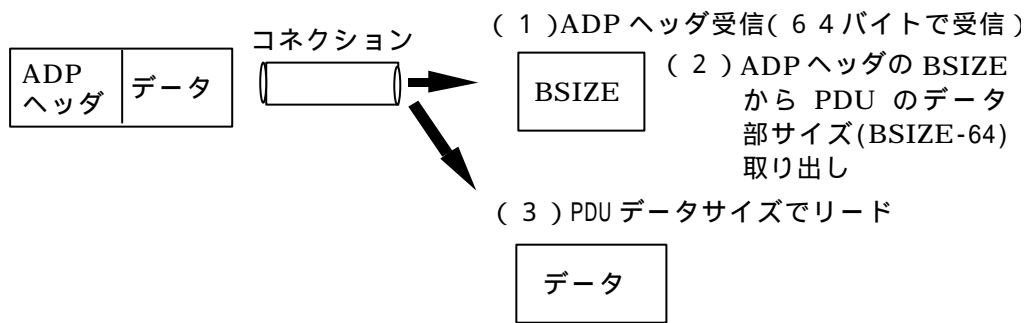 (1)ADPヘッダ受信(64バイトで受信)
コネクション
ADP
ヘッダ
データ
BSIZE
(2)ADPヘッダのBSIZE
から PDU のデータ
部サイズ(BSIZE-64)
取り出し
(3)PDUデータサイズでリード
データ